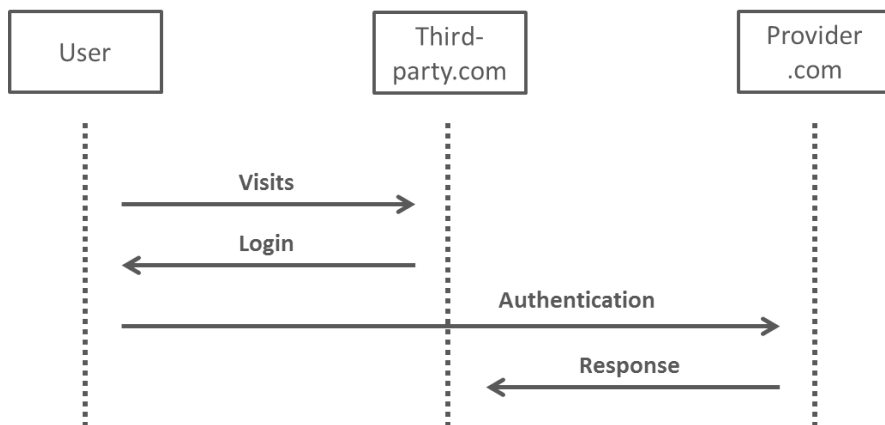 User
Third-
party.com
Provider
.com
Visits
Login
Authentication
Response